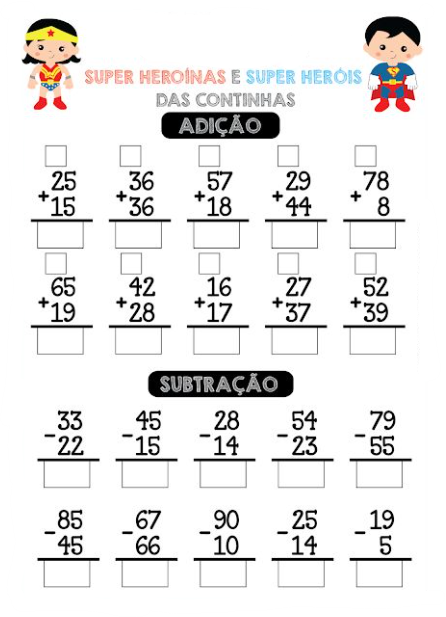 SUPER HEROÍNAS E SUPER HERÓIS
DAS CONTINHAS
ADIÇÃO
25 36 57 29 78
+15 +36 +18 +44 +8
65 42 16 27 52
+19 +28 +17 +37 +39
SUBTRAÇÃO
33 45 28 54 79
-22 -15 -14 -23 -55
85 67 90 25 19
-45 -66 -10 -14 -5